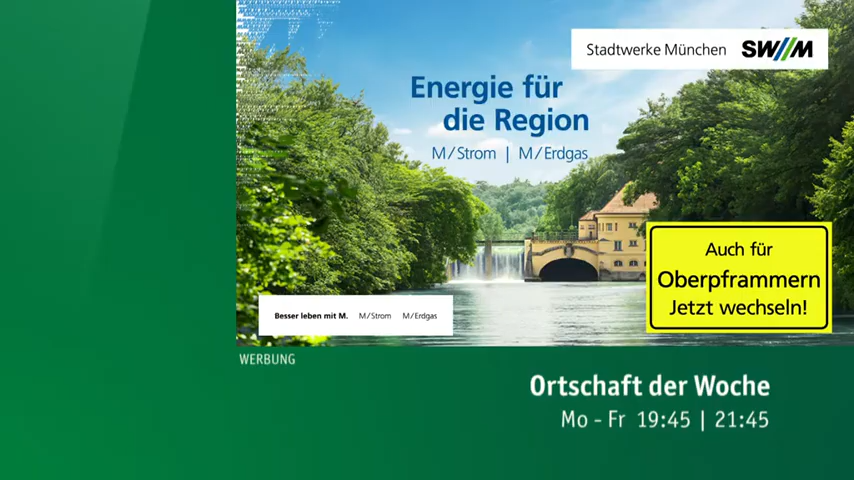 Stadtwerke München SW//M
Energie für
die Region
M/Strom | M/Erdgas
Auch für
Oberpframmern
Jetzt wechseln!
Besser leben mit M. M/Strom M/Erdgas
WERBUNG
Ortschaft der Woche
Mo - Fr 19:45 | 21:45